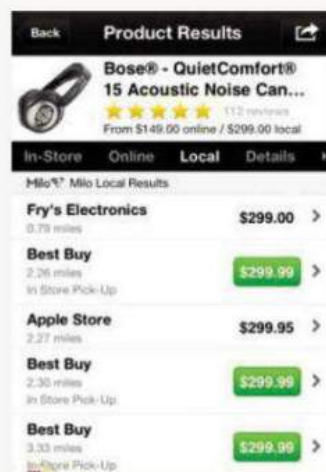 Back Product Results
Bose® - QuietComfort®
15 Acoustic Noise Can...
112 reviews
From $149.00 online / $299.00 local
In-Store Online Local Details
Milo Local Results
Fry's Electronics
$299.00
0.79 miles
Best Buy
2.26 miles
$299.99
In Store Pick-Up
Apple Store
$299.95
2.27 miles
Best Buy
2.30 miles
$299.99
In Store Pick-Up
Best Buy
3.33 miles
$299.99
In-Store Pick-Up